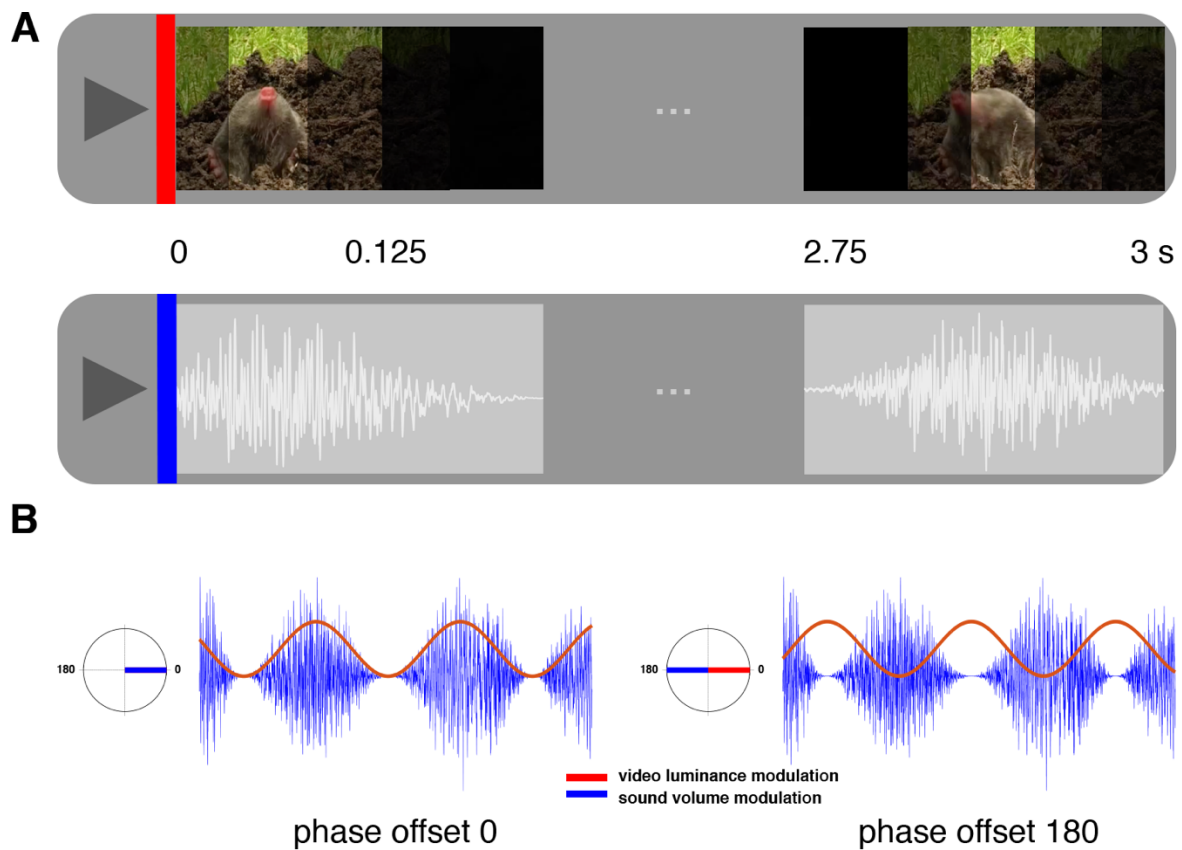 A
...
0 0.125 2.75 3 s
...
B
180 0 180 0
video luminance modulation
sound volume modulation
phase offset 0 phase offset 180